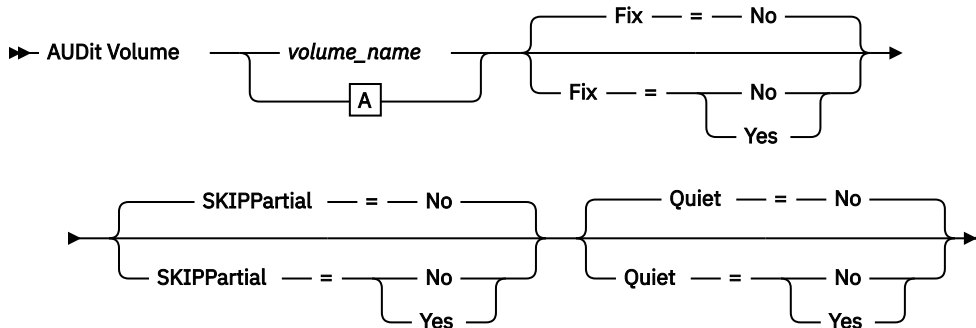 Fix = No
AUDit Volume volume_name
A
Fix = No
Yes
SKIPPartial = No Quiet = No
SKIPPartial = No Quiet = No
Yes Yes